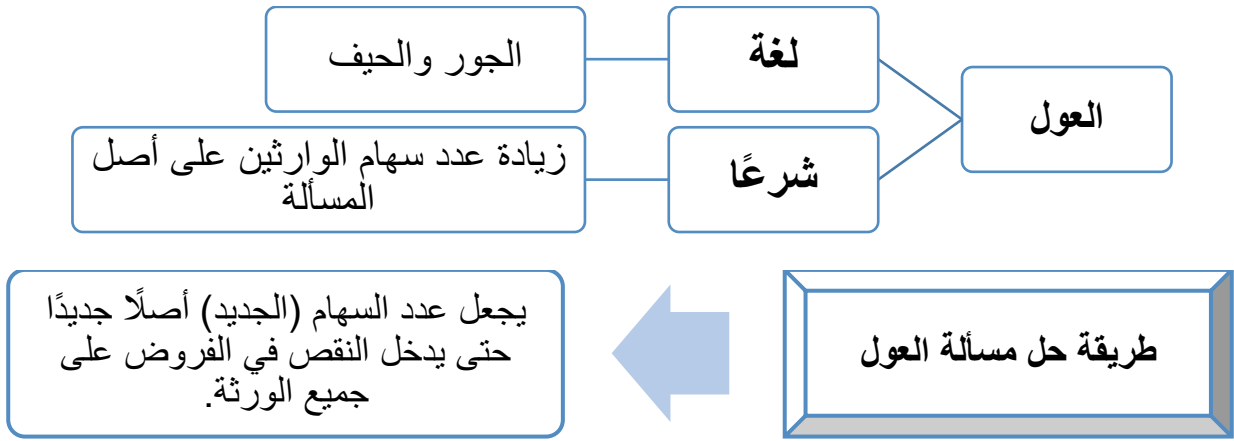 العول
لغة
الجور والحيف
شرعًا
زيادة عدد سهام الوارثين على أصل
المسألة
طريقة حل مسألة العول
يجعل عدد السهام (الجديد) أصلًا جديدًا
حتى يدخل النقص في الفروض على
جميع الورثة.